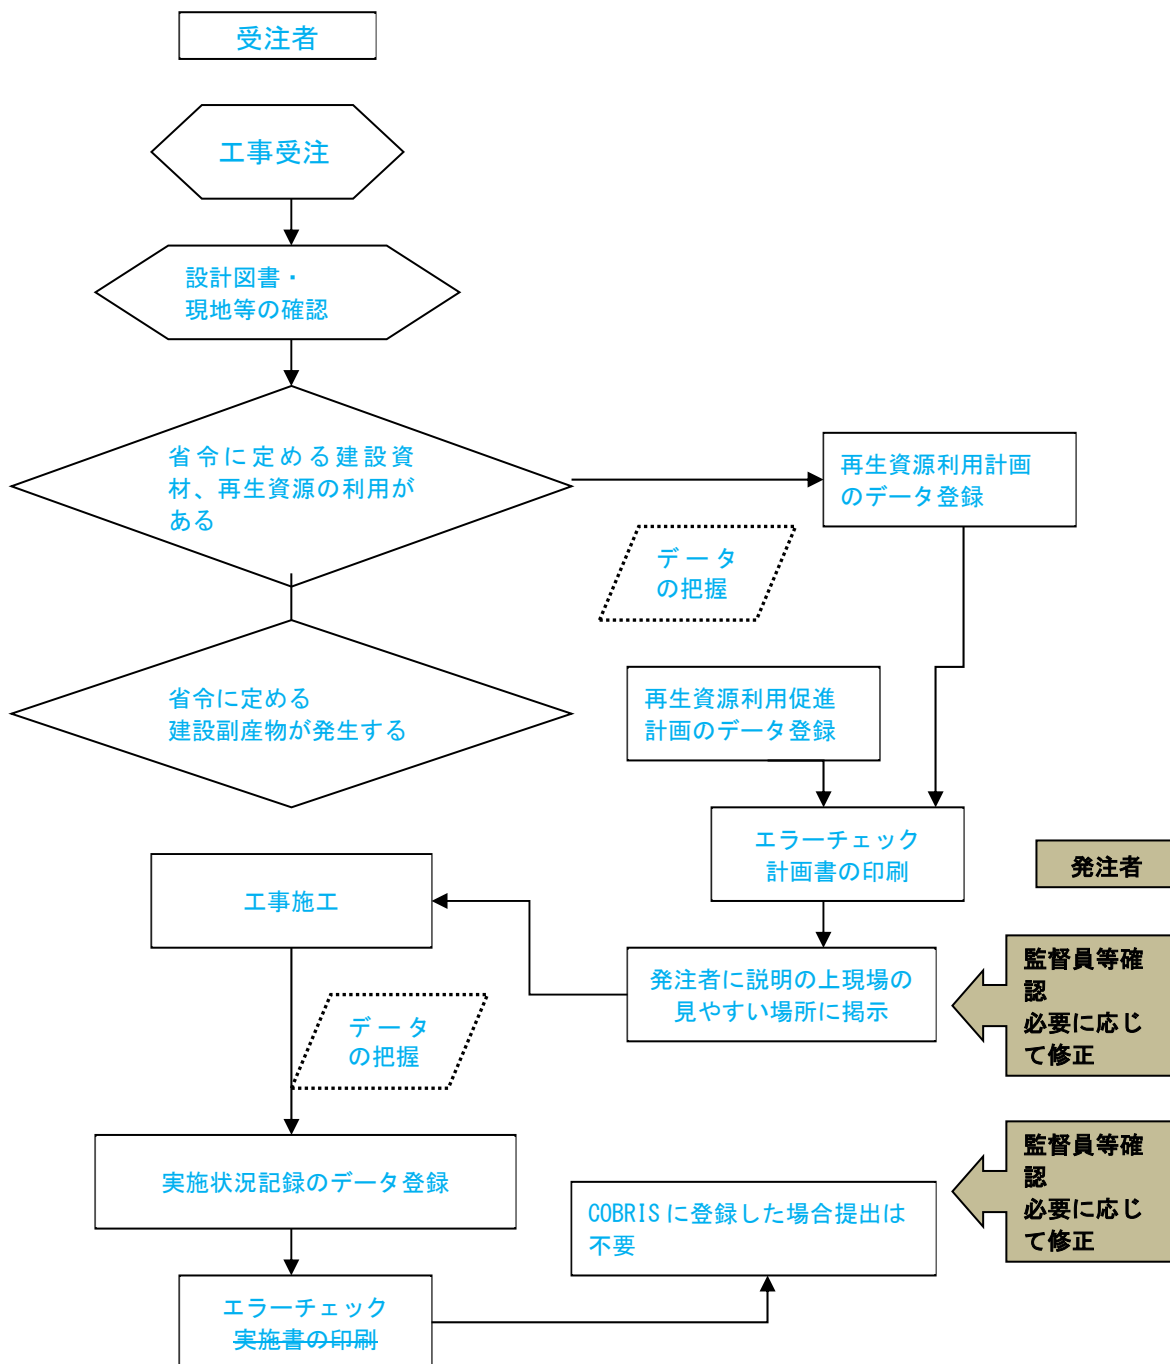 受注者
工事受注
設計図書・
現地等の確認
省令に定める建設資
材、再生資源の利用が
ある
再生資源利用計画
のデータ登録
データ
の把握
省令に定める
建設副産物が発生する
再生資源利用促進
計画のデータ登録
エラーチェック
計画書の印刷
発注者
工事施工
発注者に説明の上現場の
見やすい場所に掲示
監督員等確
認
必要に応じ
て修正
データ
の把握
実施状況記録のデータ登録
COBRISに登録した場合提出は
不要
監督員等確
認
必要に応じ
て修正
エラーチェック
実施書の印刷